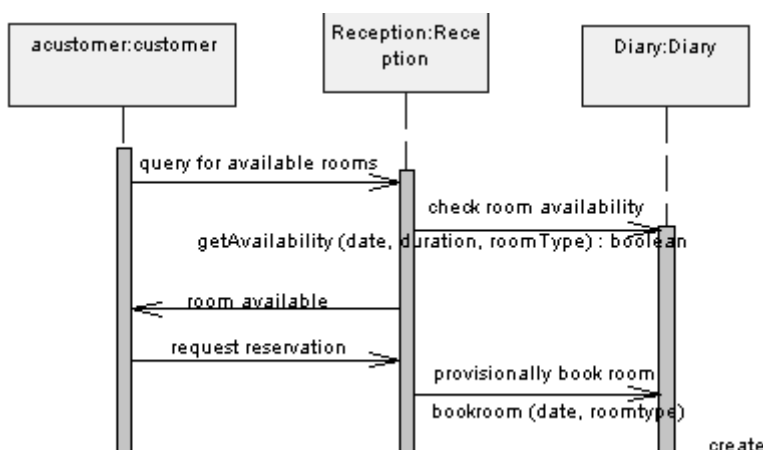 acustomer:customer
Reception:Rece
ption
Diary:Diary
query for available rooms
check room availability
getAvailability (date, duration, roomType) : boolean
room available
request reservation
provisionally book room
bookroom (date, roomtype)
create